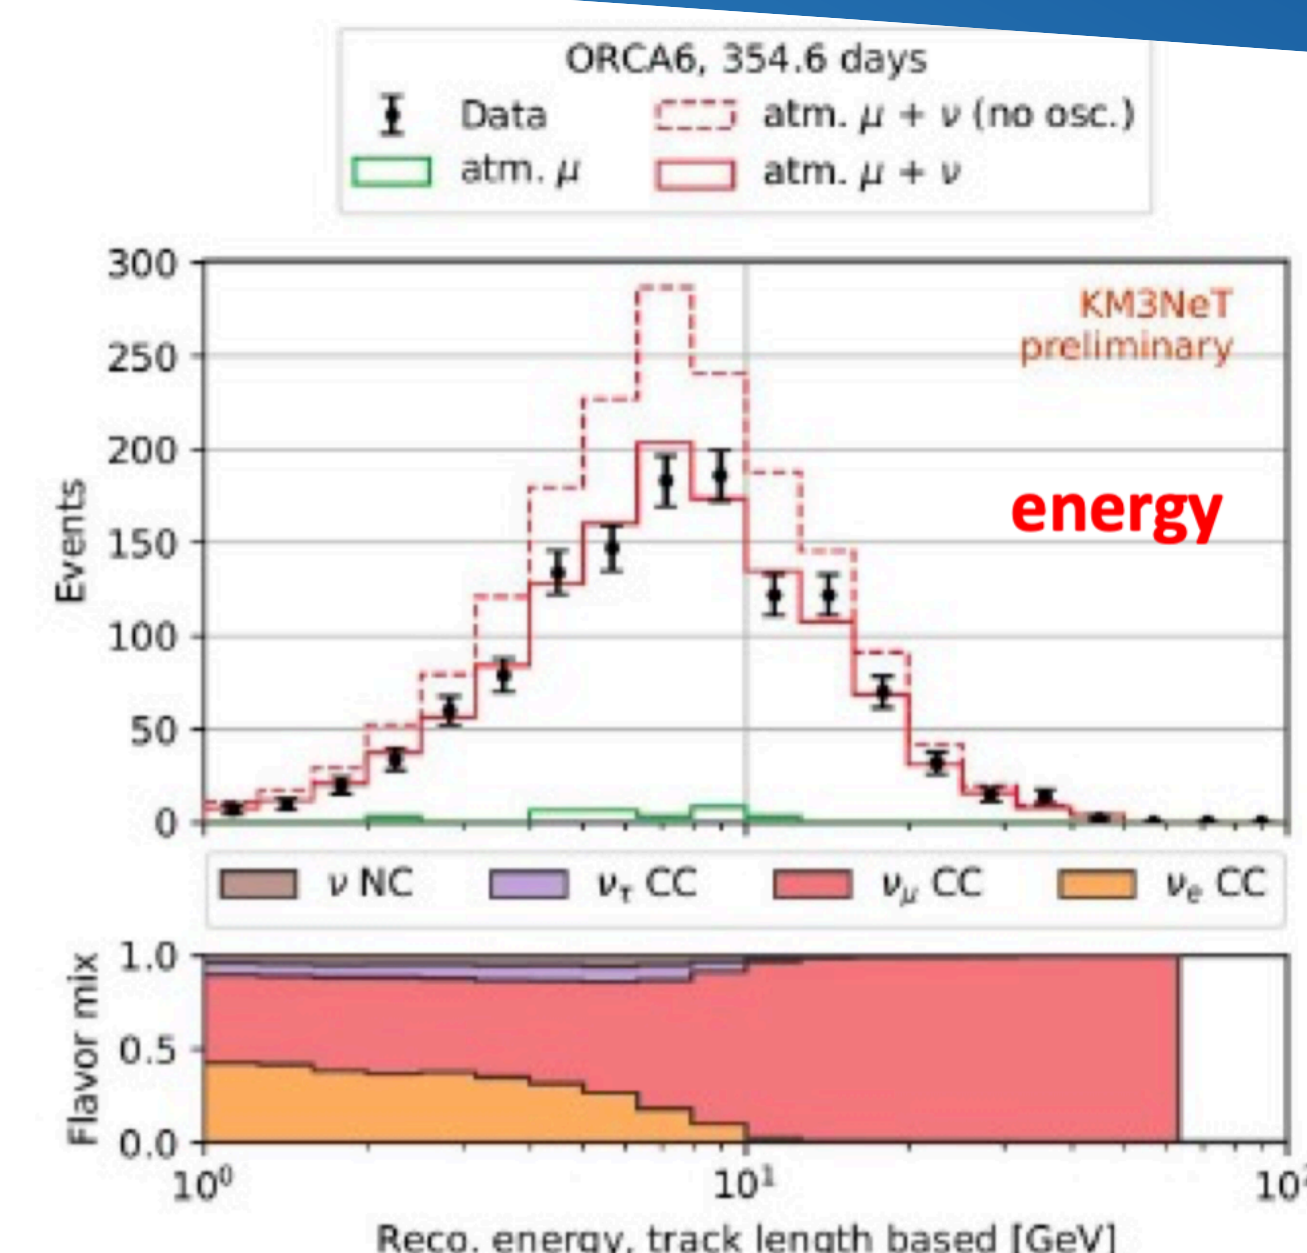 ORCA6, 354.6 days
Data
atm. μ + ν (no osc.)
atm. μ
atm. μ + ν
300
250
200
150
100
50
0
Events
KM3NeT
preliminary
energy
ν NC
ν_τ CC
ν_μ CC
ν_e CC
1.0
0.5
0.0
Flavor mix
10⁰
10¹
10²
Reco. energy, track length based [GeV]